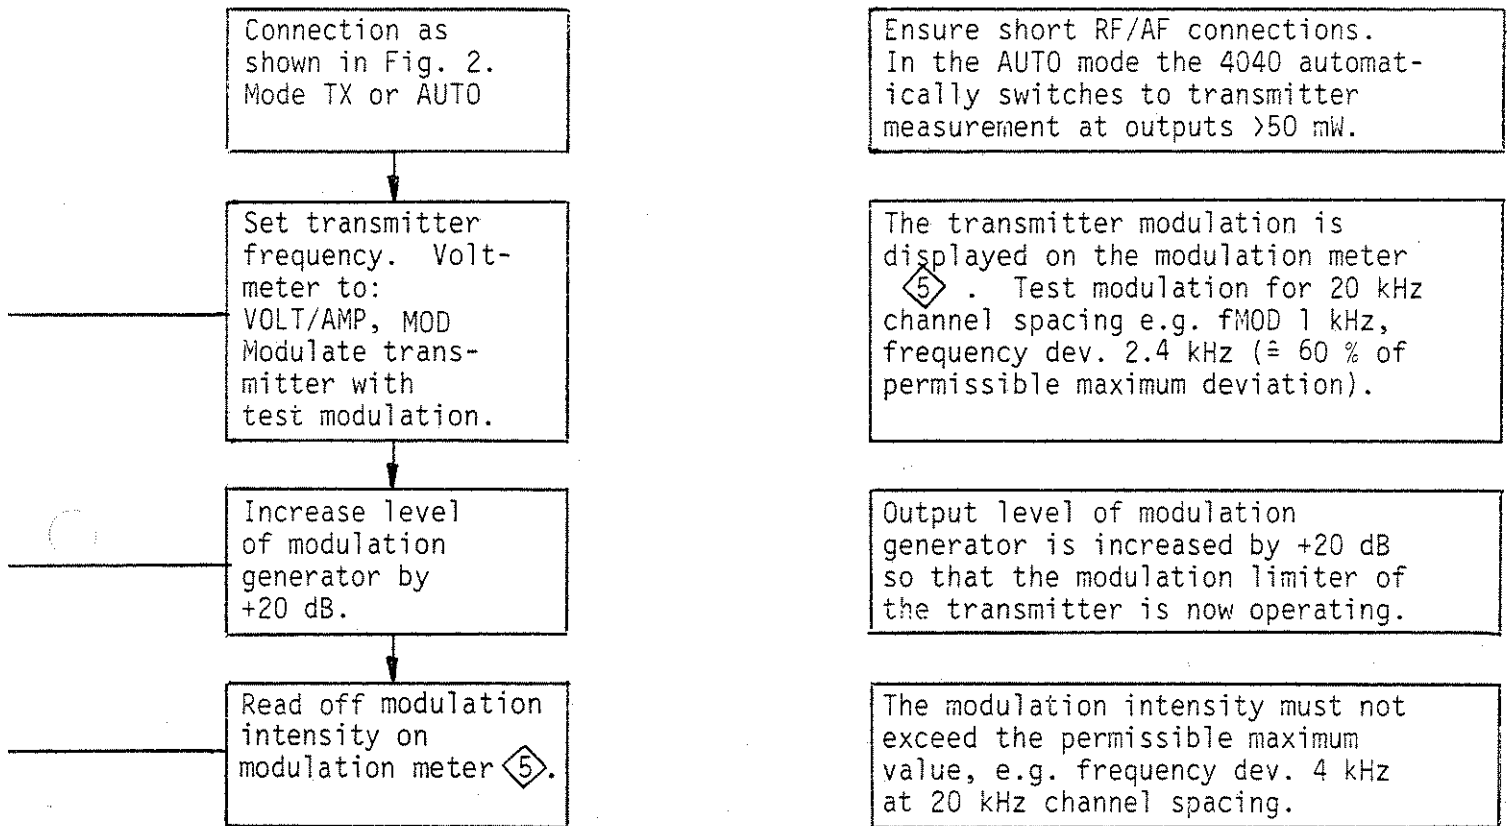 Connection as
shown in Fig. 2.
Mode TX or AUTO
Ensure short RF/AF connections.
In the AUTO mode the 4040 automat-
ically switches to transmitter
measurement at outputs >50 mW.
Set transmitter
frequency. Volt-
meter to:
VOLT/AMP, MOD
Modulate trans-
mitter with
test modulation.
The transmitter modulation is
displayed on the modulation meter
5 . Test modulation for 20 kHz
channel spacing e.g. fMOD 1 kHz,
frequency dev. 2.4 kHz (≙ 60 % of
permissible maximum deviation).
Increase level
of modulation
generator by
+20 dB.
Output level of modulation
generator is increased by +20 dB
so that the modulation limiter of
the transmitter is now operating.
Read off modulation
intensity on
modulation meter 5.
The modulation intensity must not
exceed the permissible maximum
value, e.g. frequency dev. 4 kHz
at 20 kHz channel spacing.